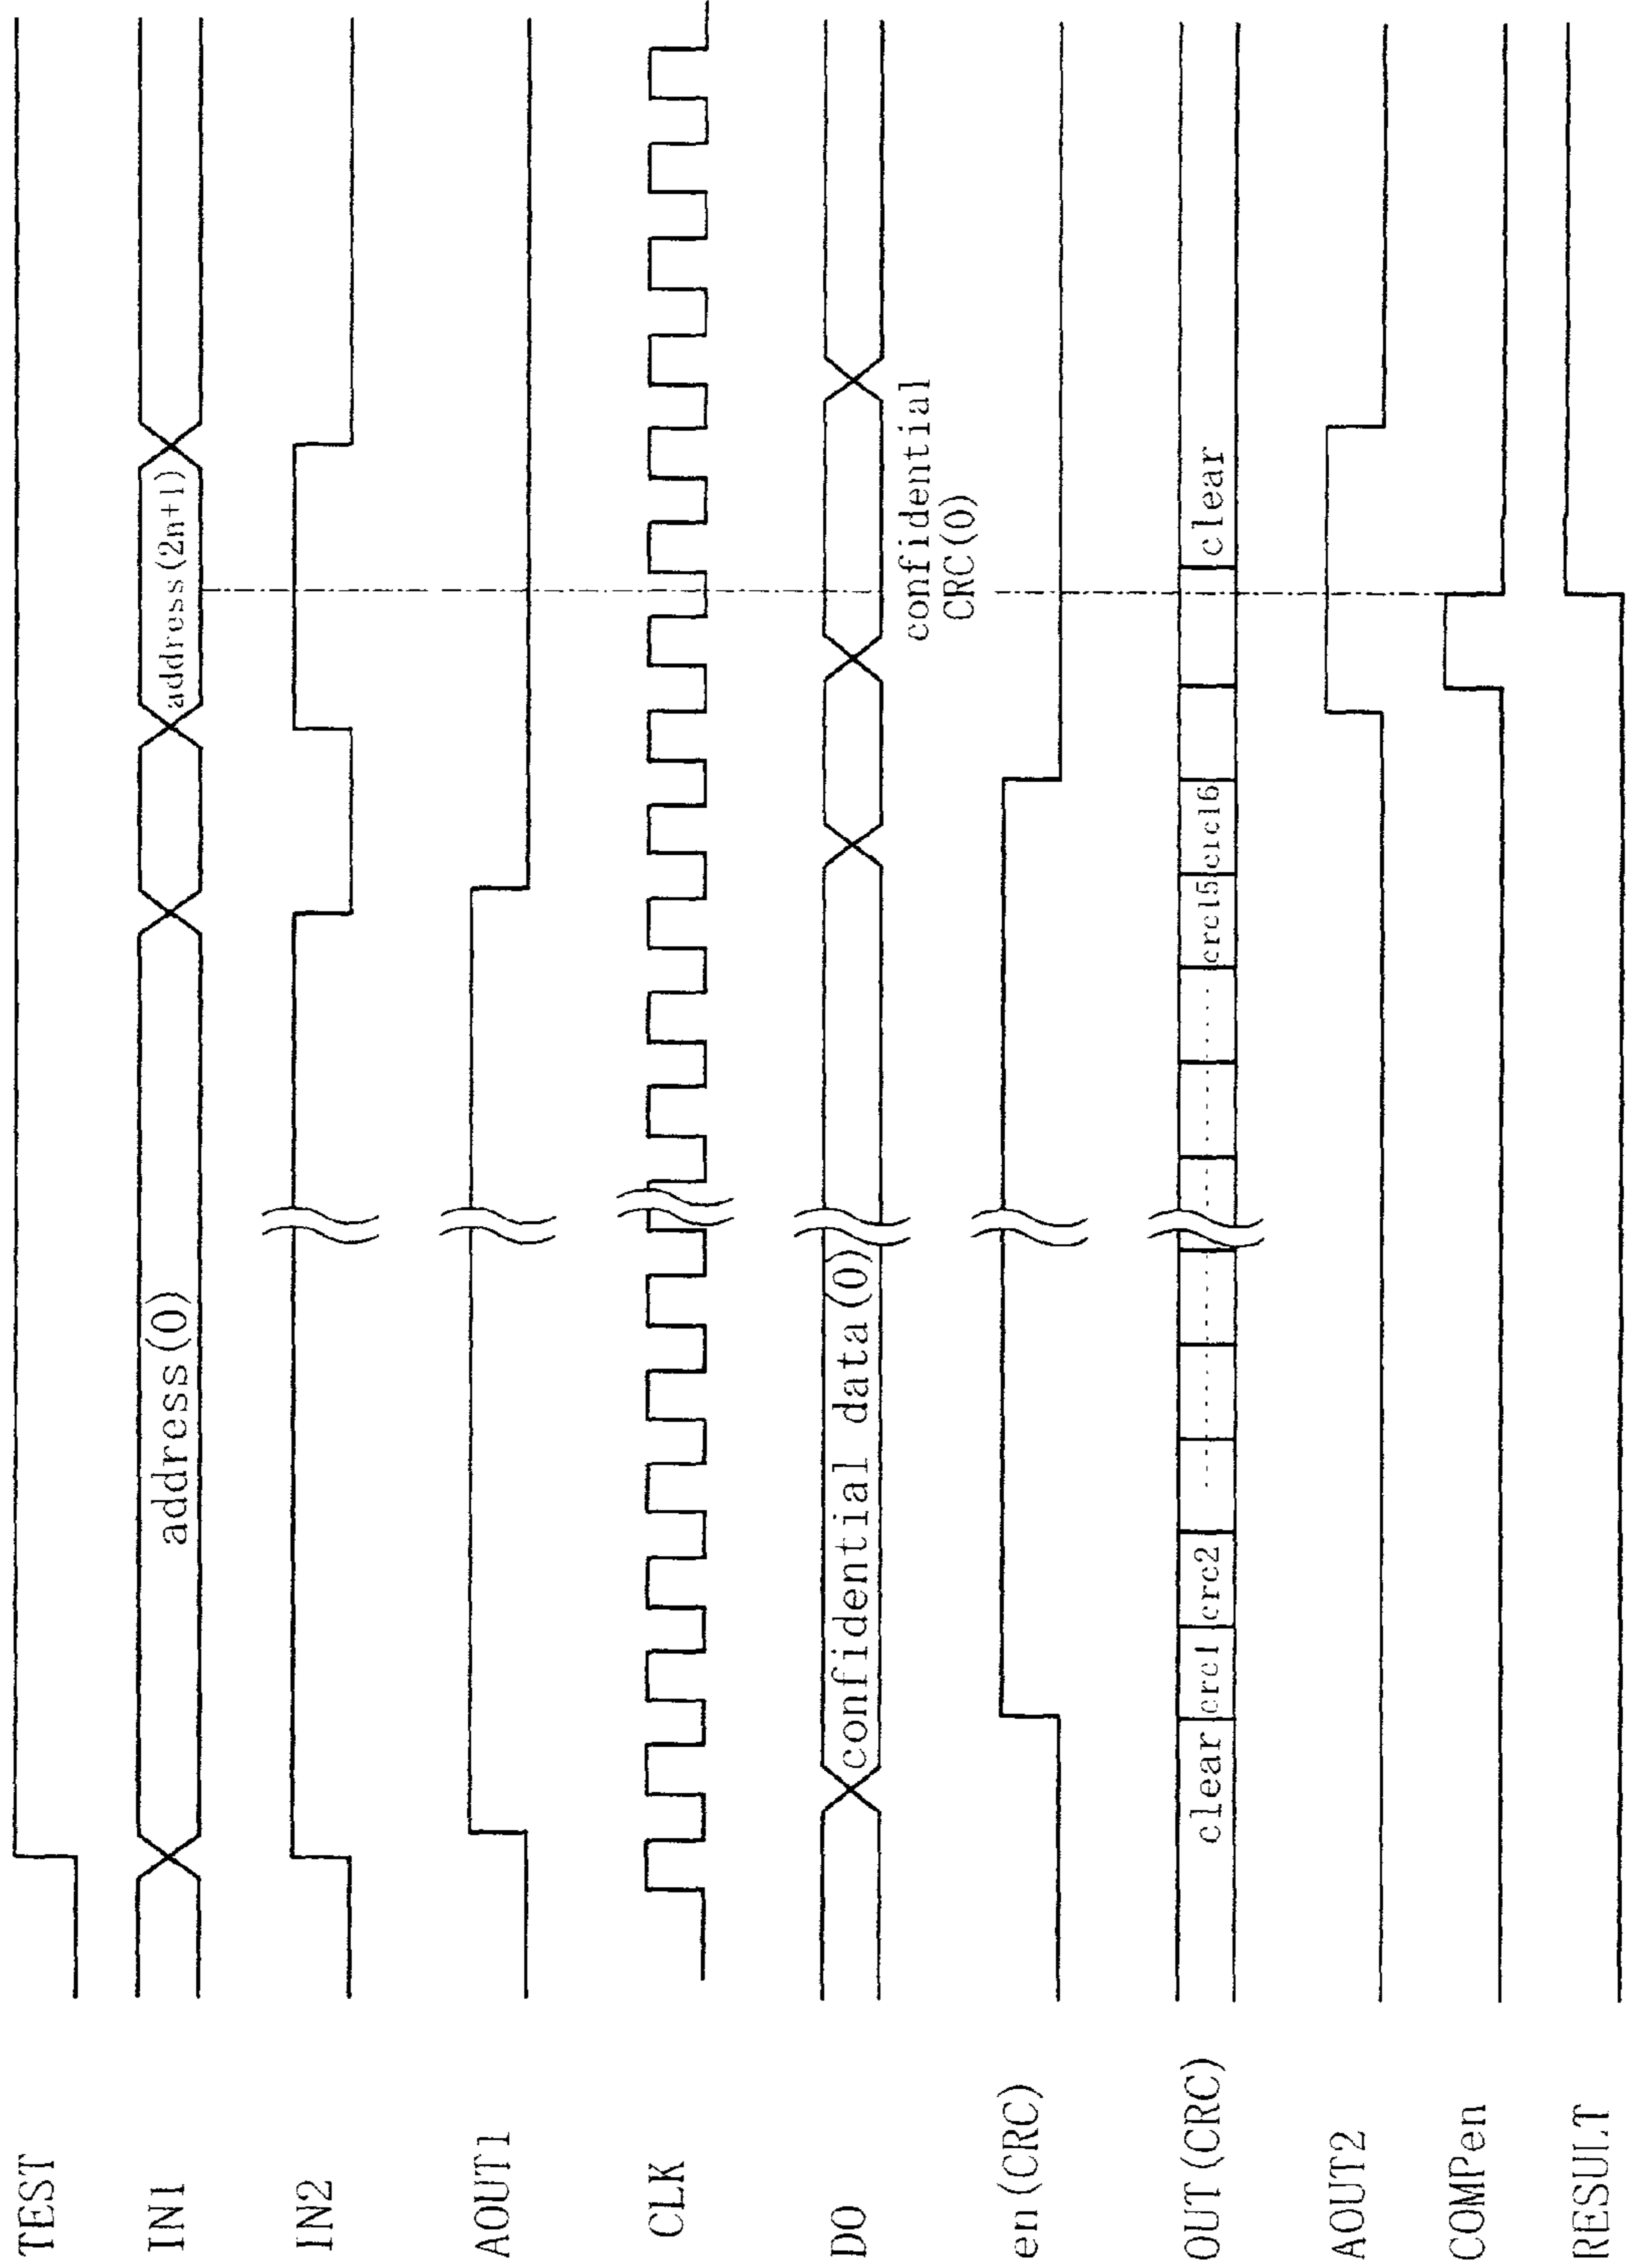 TEST
IN1
address(0)
address(2n+1)
IN2
AOUT1
CLK
DO
confidential data(0)
confidential
CRC(0)
en(CRC)
OUT(CRC)
clear
crc1
crc2
crc15
crc16
clear
AOUT2
COMPen
RESULT